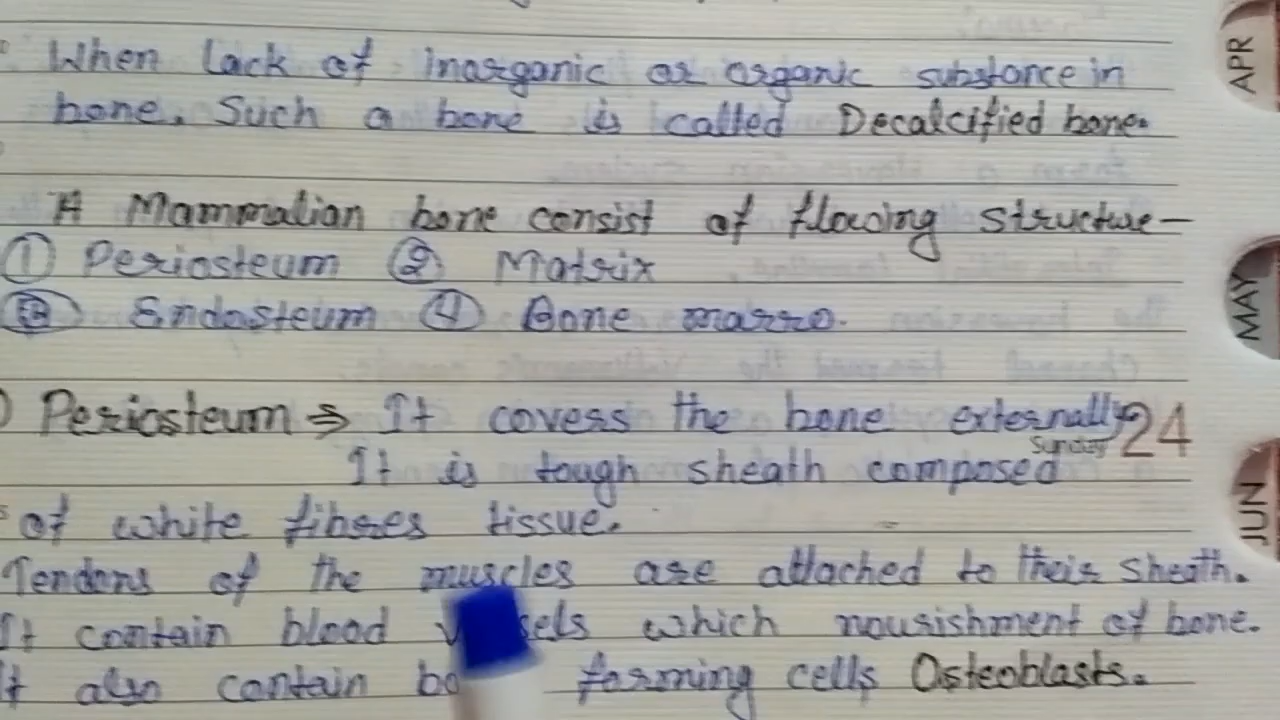 When lack of inorganic or organic substance in
bone. Such a bone is called Decalcified bone.
A Mammalian bone consist of flowing structure—
① Periosteum ② Matrix
③ Endosteum ④ Bone marro.
Periosteum ⇒ It covers the bone externally
Sunday 24
It is tough sheath composed
of white fibres tissue.
Tendons of the muscles are attached to their sheath.
It contain blood which nourishment of bone.
It also contain forming cells Osteoblasts.
APR
MAY
JUN